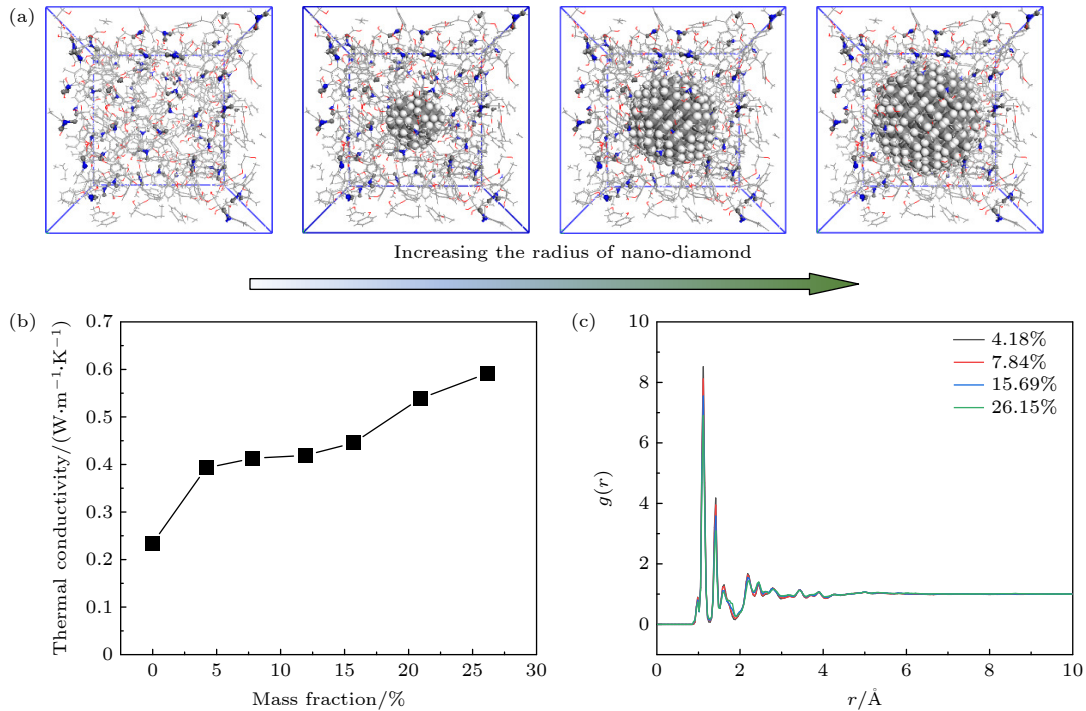 (a)
Increasing the radius of nano-diamond
(b)
Thermal conductivity/(W·m⁻¹·K⁻¹)
0.7
0.6
0.5
0.4
0.3
0.2
0.1
0
0 5 10 15 20 25 30
Mass fraction/%
(c)
g(r)
10
8
6
4
2
0
4.18%
7.84%
15.69%
26.15%
0 2 4 6 8 10
r/Å